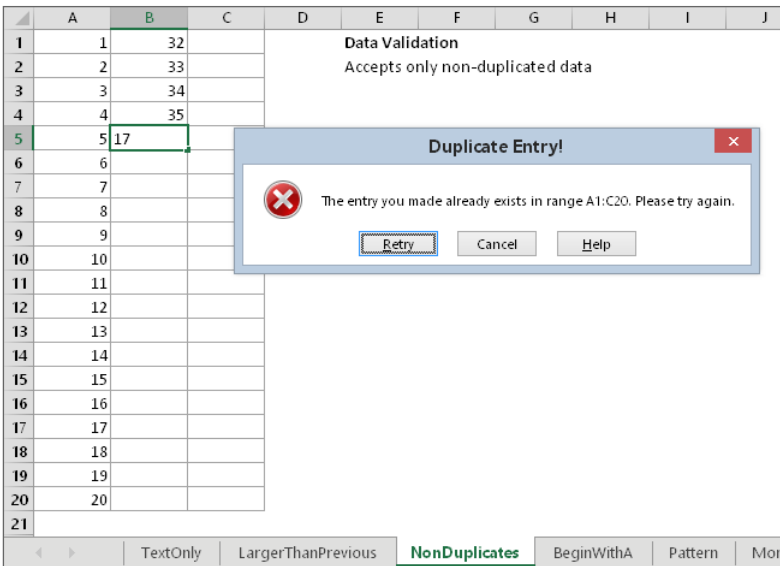 A B C D E F G H I J
1 1 32 Data Validation
2 2 33 Accepts only non-duplicated data
3 3 34
4 4 35
5 5 17
Duplicate Entry!
6 6
7 7
The entry you made already exists in range A1:C20. Please try again.
8 8
9 9
Retry Cancel Help
10 10
11 11
12 12
13 13
14 14
15 15
16 16
17 17
18 18
19 19
20 20
21
TextOnly LargerThanPrevious NonDuplicates BeginWithA Pattern Mor